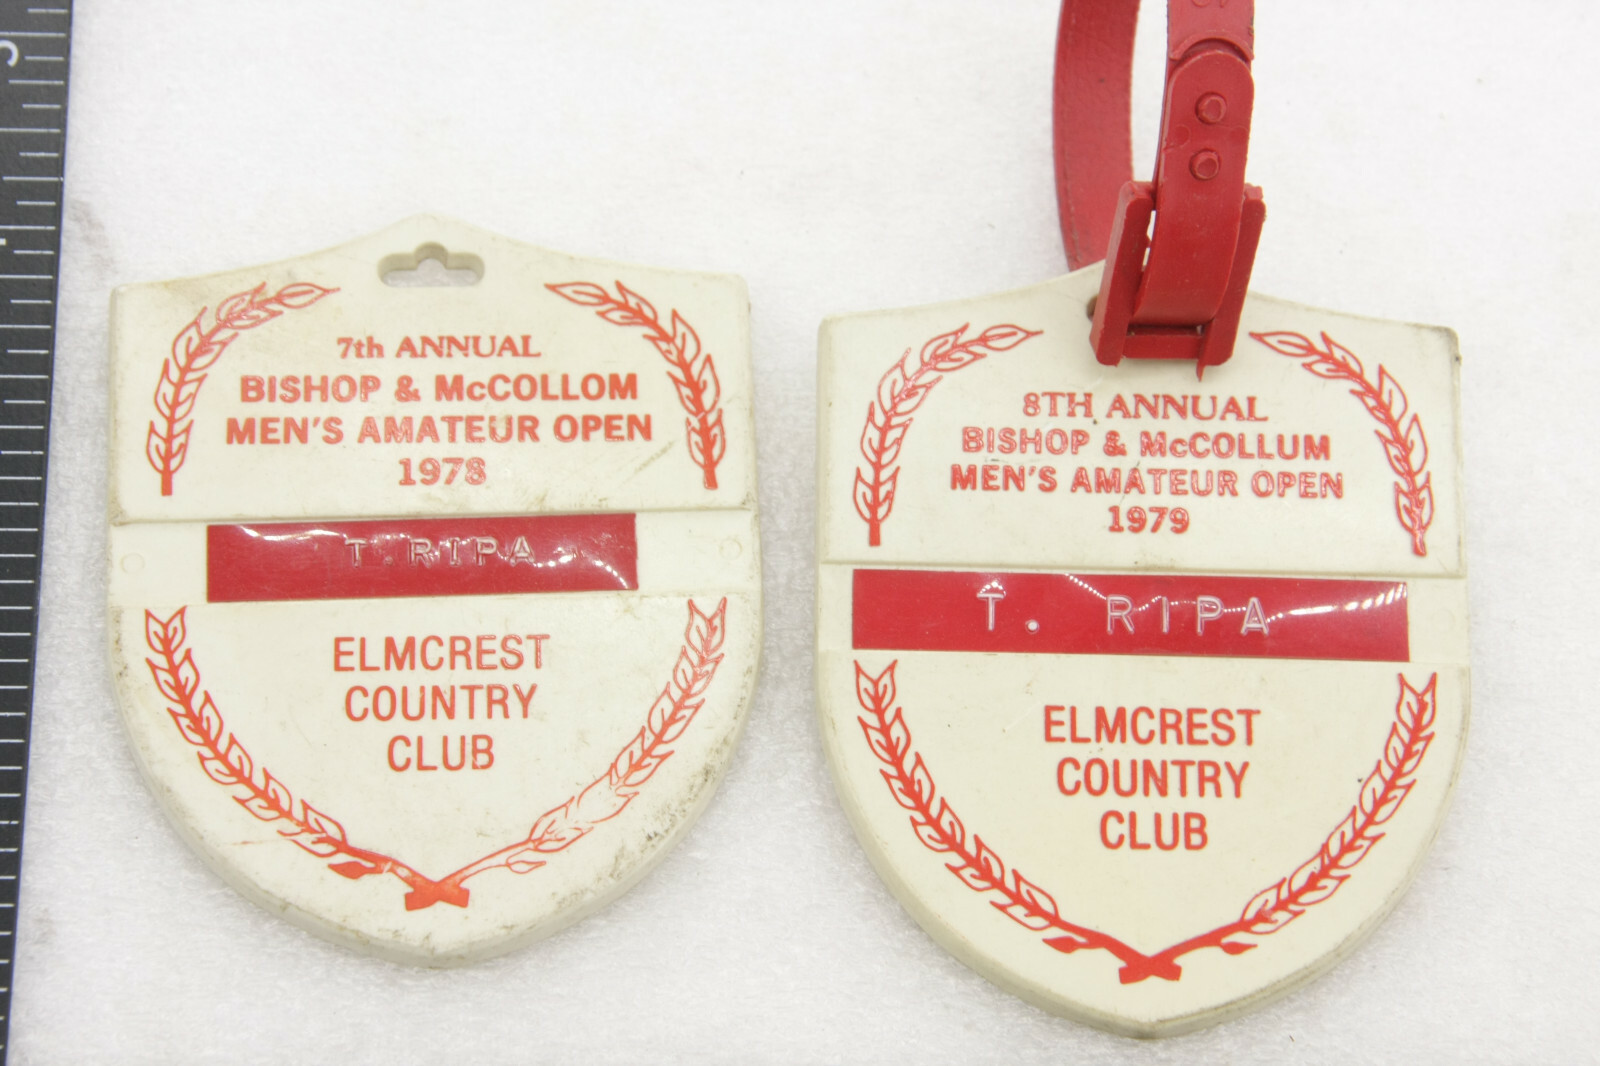 7th ANNUAL
BISHOP & McCOLLOM
MEN'S AMATEUR OPEN
1978
T.RIPA
ELMCREST
COUNTRY
CLUB
8TH ANNUAL
BISHOP & McCOLLUM
MEN'S AMATEUR OPEN
1979
T. RIPA
ELMCREST
COUNTRY
CLUB